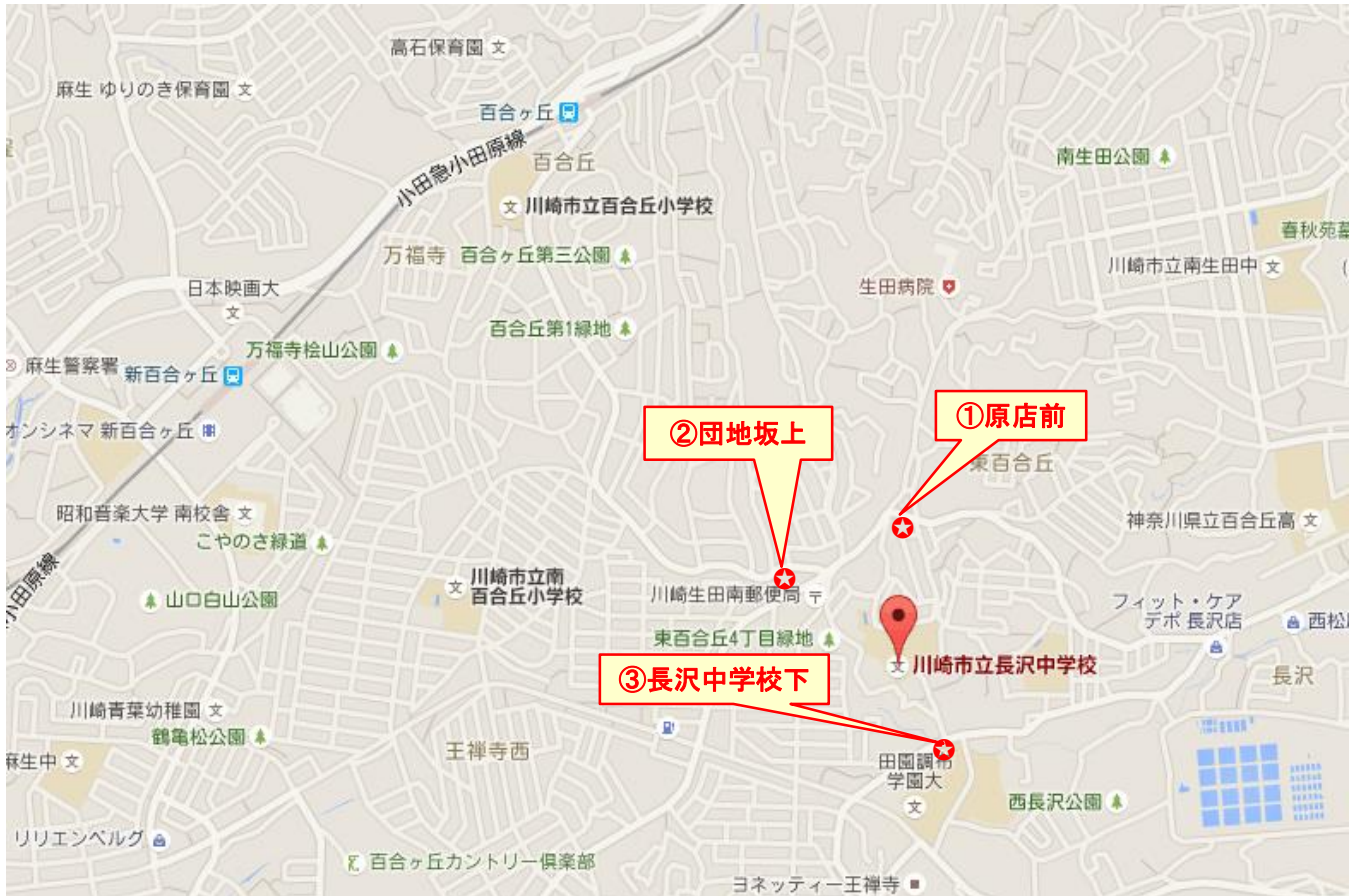 高石保育園
麻生 ゆりのき保育園
百合ヶ丘
小田急小田原線
百合丘
南生田公園
川崎市立百合丘小学校
春秋苑墓
万福寺
百合ヶ丘第三公園
川崎市立南生田中
日本映画大
生田病院
百合丘第1緑地
万福寺桧山公園
麻生警察署
新百合ヶ丘
①原店前
②団地坂上
オンシネマ 新百合ヶ丘
東百合丘
昭和音楽大学 南校舎
神奈川県立百合丘高
こやのさ緑道
小田原線
川崎市立南
百合丘小学校
川崎生田南郵便局
山口白山公園
フィット・ケア
デポ 長沢店
西松屋
東百合丘4丁目緑地
川崎市立長沢中学校
③長沢中学校下
長沢
川崎青葉幼稚園
鶴亀松公園
王禅寺西
麻生中
田園調布
学園大
西長沢公園
リリエンベルグ
百合ヶ丘カントリー倶楽部
ヨネッティー王禅寺